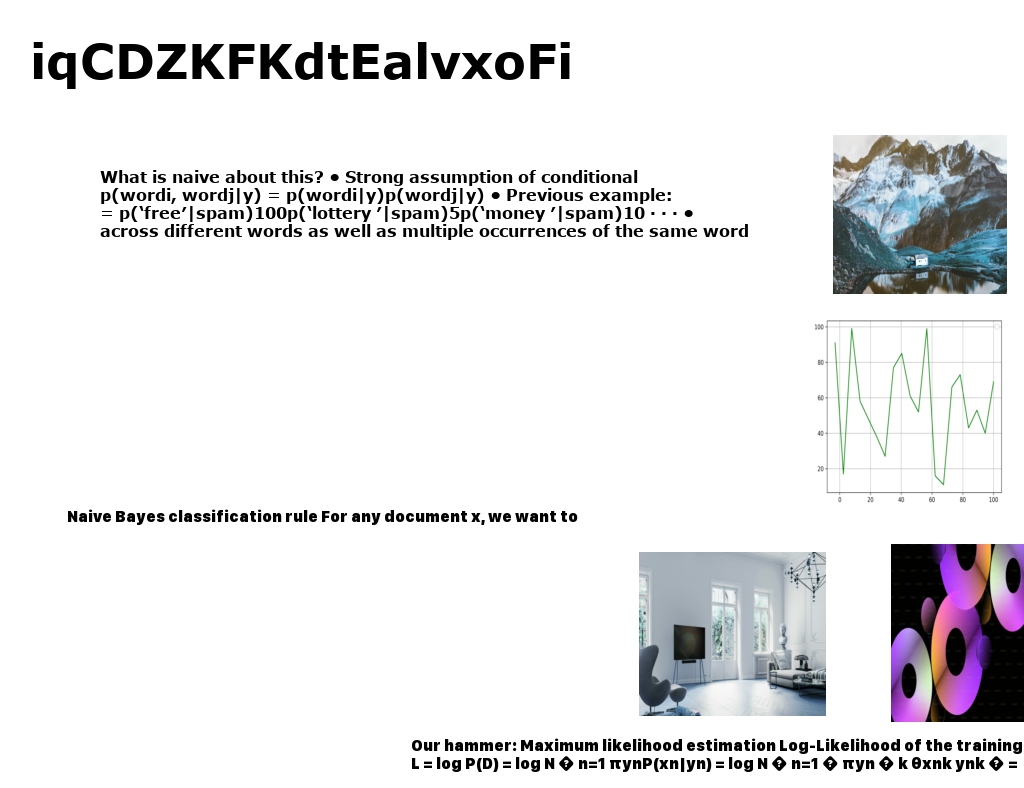 iqCDZKFKdtEalvxoFi
What is naive about this? • Strong assumption of conditional
p(wordi, wordj|y) = p(wordi|y)p(wordj|y) • Previous example:
= p(‘free’|spam)100p(‘lottery ’|spam)5p(‘money ’|spam)10 · · · •
across different words as well as multiple occurrences of the same word
100
80
60
40
20
0 20 40 60 80 100
Naive Bayes classification rule For any document x, we want to
Our hammer: Maximum likelihood estimation Log-Likelihood of the training
L = log P(D) = log N � n=1 πynP(xn|yn) = log N � n=1 � πyn � k θxnk ynk � =